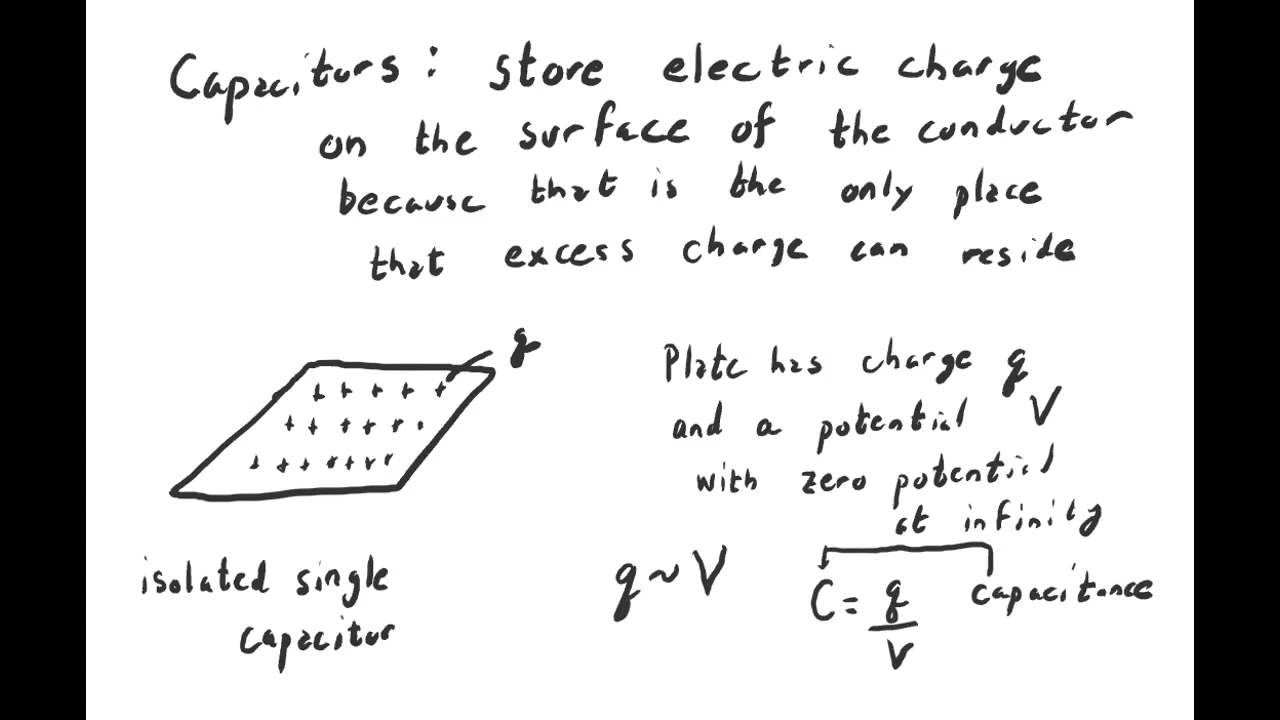 Capacitors: store electric charge
on the surface of the conductor
because that is the only place
that excess charge can reside
q
Plate has charge q
and a potential V
with zero potential
at infinity
isolated single
capacitor
q ~ V
C = q/V
capacitance